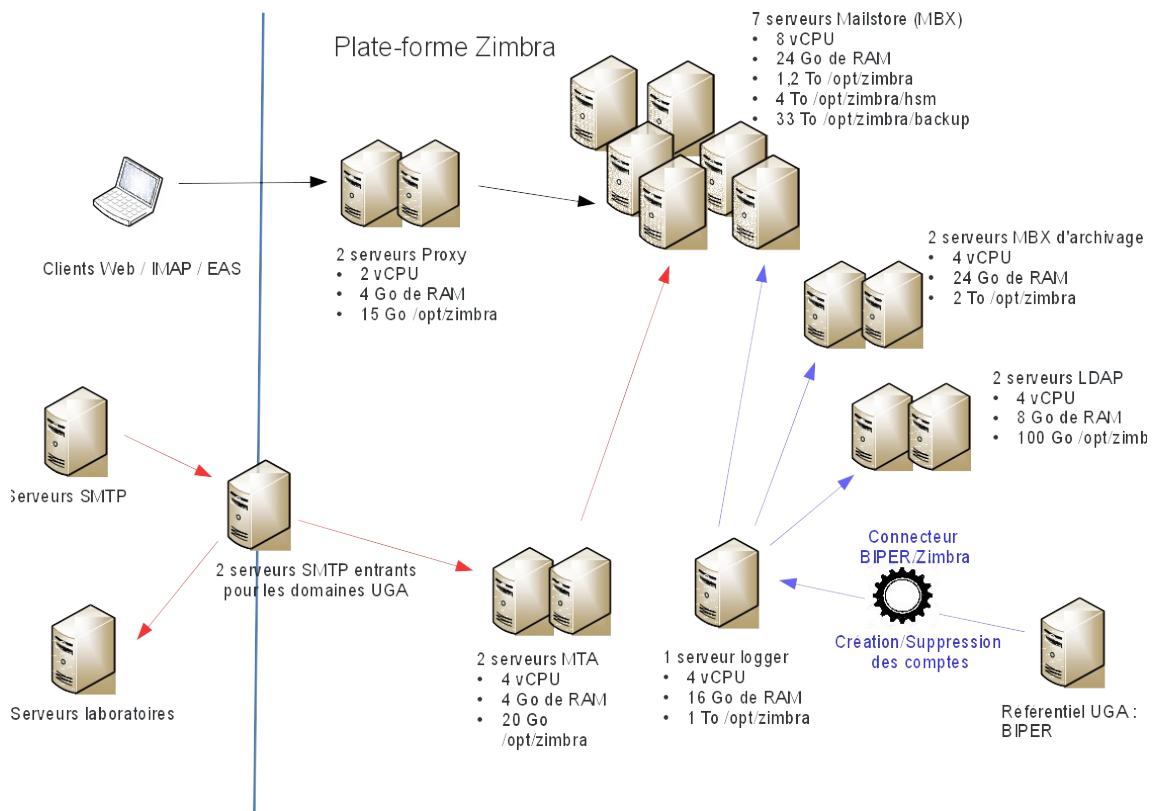 Plate-forme Zimbra
7 serveurs Mailstore (MBX)
• 8 vCPU
• 24 Go de RAM
• 1,2 To /opt/zimbra
• 4 To /opt/zimbra/hsm
• 33 To /opt/zimbra/backup
Clients Web / IMAP / EAS
2 serveurs Proxy
• 2 vCPU
• 4 Go de RAM
• 15 Go /opt/zimbra
2 serveurs MBX d'archivage
• 4 vCPU
• 24 Go de RAM
• 2 To /opt/zimbra
2 serveurs LDAP
• 4 vCPU
• 8 Go de RAM
• 100 Go /opt/zimb
Serveurs SMTP
2 serveurs SMTP entrants
pour les domaines UGA
Serveurs laboratoires
2 serveurs MTA
• 4 vCPU
• 4 Go de RAM
• 20 Go
/opt/zimbra
1 serveur logger
• 4 vCPU
• 16 Go de RAM
• 1 To /opt/zimbra
Connecteur
BIPER/Zimbra
Création/Suppression
des comptes
Référentiel UGA :
BIPER